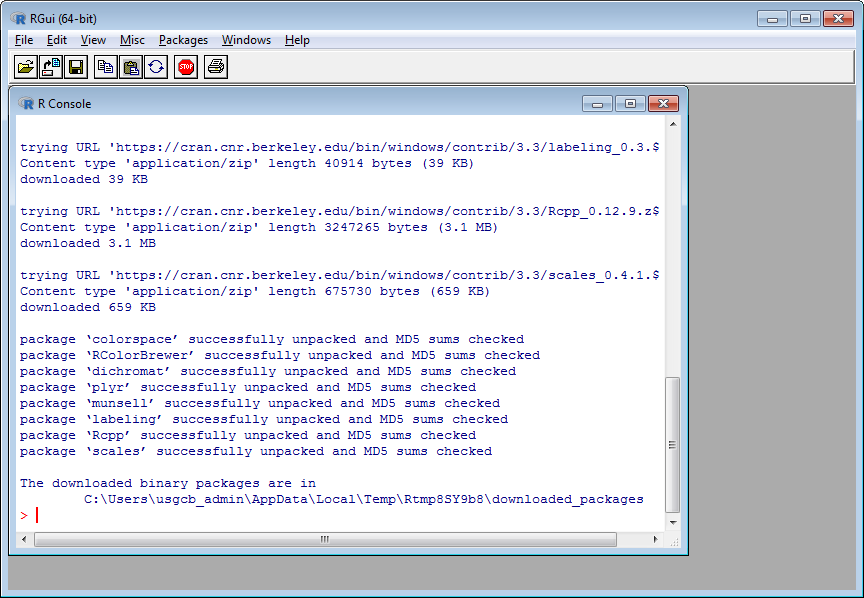 RGui (64-bit)
File Edit View Misc Packages Windows Help
STOP
R Console
trying URL 'https://cran.cnr.berkeley.edu/bin/windows/contrib/3.3/labeling_0.3.$
Content type 'application/zip' length 40914 bytes (39 KB)
downloaded 39 KB
trying URL 'https://cran.cnr.berkeley.edu/bin/windows/contrib/3.3/Rcpp_0.12.9.z$
Content type 'application/zip' length 3247265 bytes (3.1 MB)
downloaded 3.1 MB
trying URL 'https://cran.cnr.berkeley.edu/bin/windows/contrib/3.3/scales_0.4.1.$
Content type 'application/zip' length 675730 bytes (659 KB)
downloaded 659 KB
package ‘colorspace’ successfully unpacked and MD5 sums checked
package ‘RColorBrewer’ successfully unpacked and MD5 sums checked
package ‘dichromat’ successfully unpacked and MD5 sums checked
package ‘plyr’ successfully unpacked and MD5 sums checked
package ‘munsell’ successfully unpacked and MD5 sums checked
package ‘labeling’ successfully unpacked and MD5 sums checked
package ‘Rcpp’ successfully unpacked and MD5 sums checked
package ‘scales’ successfully unpacked and MD5 sums checked
The downloaded binary packages are in
C:\Users\usgcb_admin\AppData\Local\Temp\Rtmp8SY9b8\downloaded_packages
>